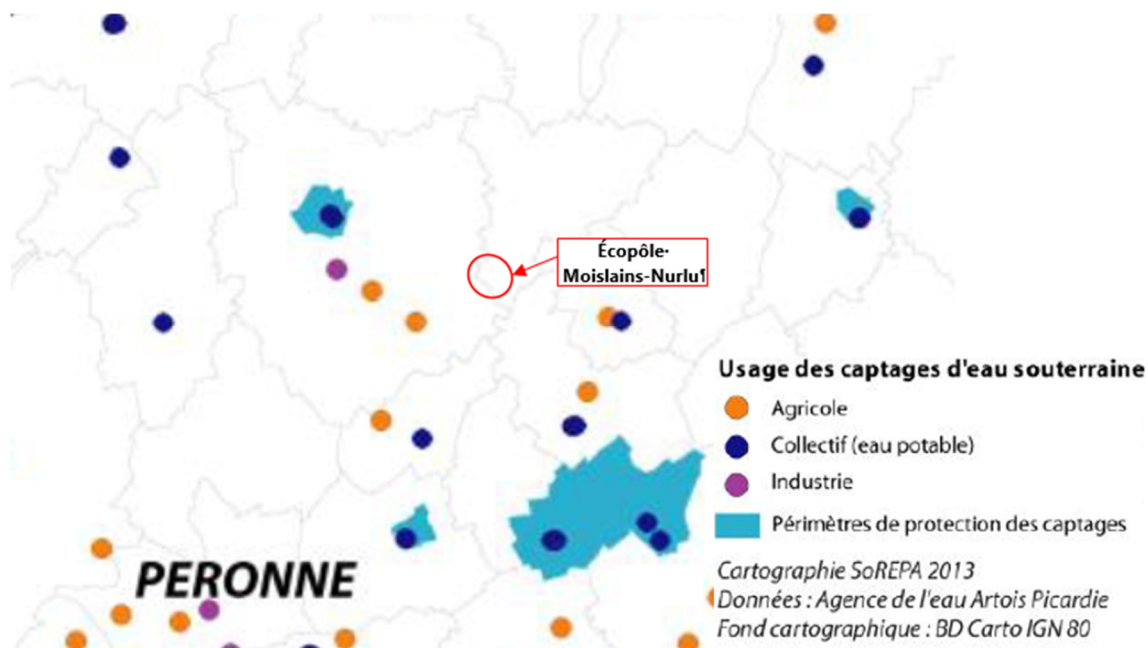 Écopôle·
Moislains-Nurlu¶
Usage des captages d'eau souterraine
Agricole
Collectif (eau potable)
Industrie
Périmètres de protection des captages
PERONNE
Cartographie SoREPA 2013
Données : Agence de l'eau Artois Picardie
Fond cartographique : BD Carto IGN 80